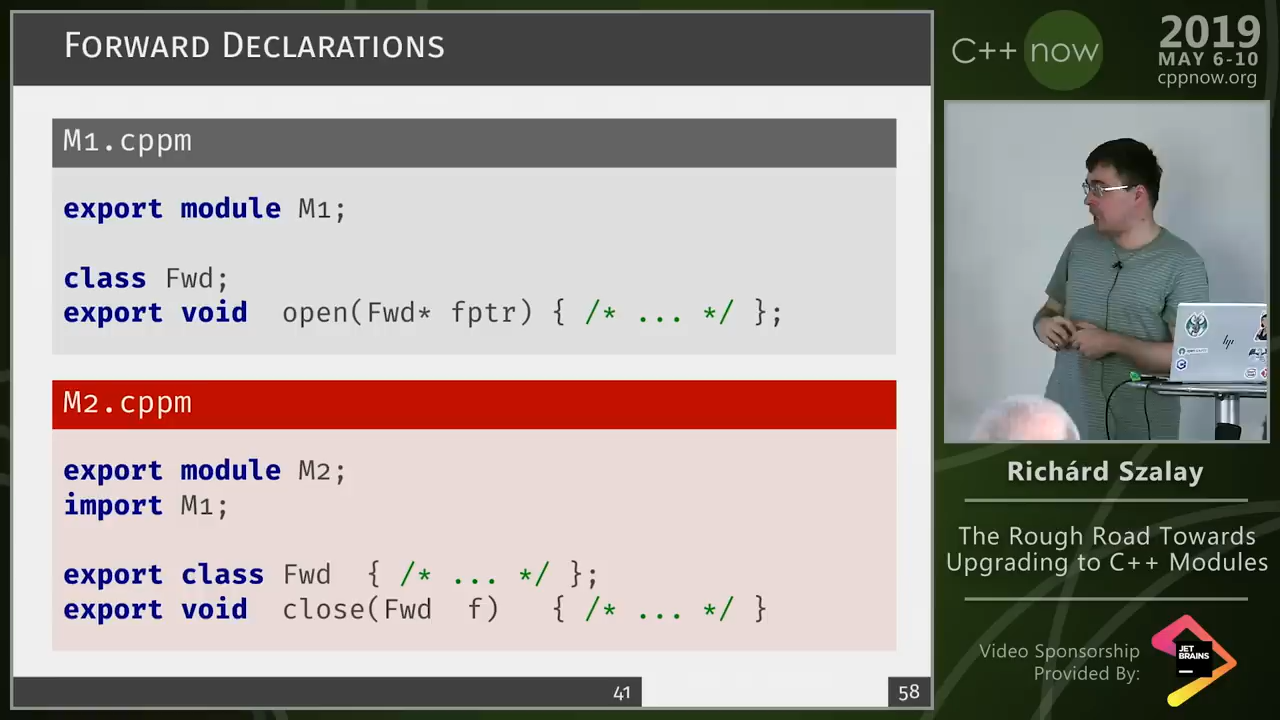 FORWARD DECLARATIONS
M1.cppm
export module M1;
class Fwd;
export void open(Fwd* fptr) { /* ... */ };
M2.cppm
export module M2;
import M1;
export class Fwd { /* ... */ };
export void close(Fwd f) { /* ... */ }
41
58
C++ now
2019
MAY 6-10
cppnow.org
hp
Richárd Szalay
The Rough Road Towards
Upgrading to C++ Modules
Video Sponsorship
Provided By:
JET
BRAINS